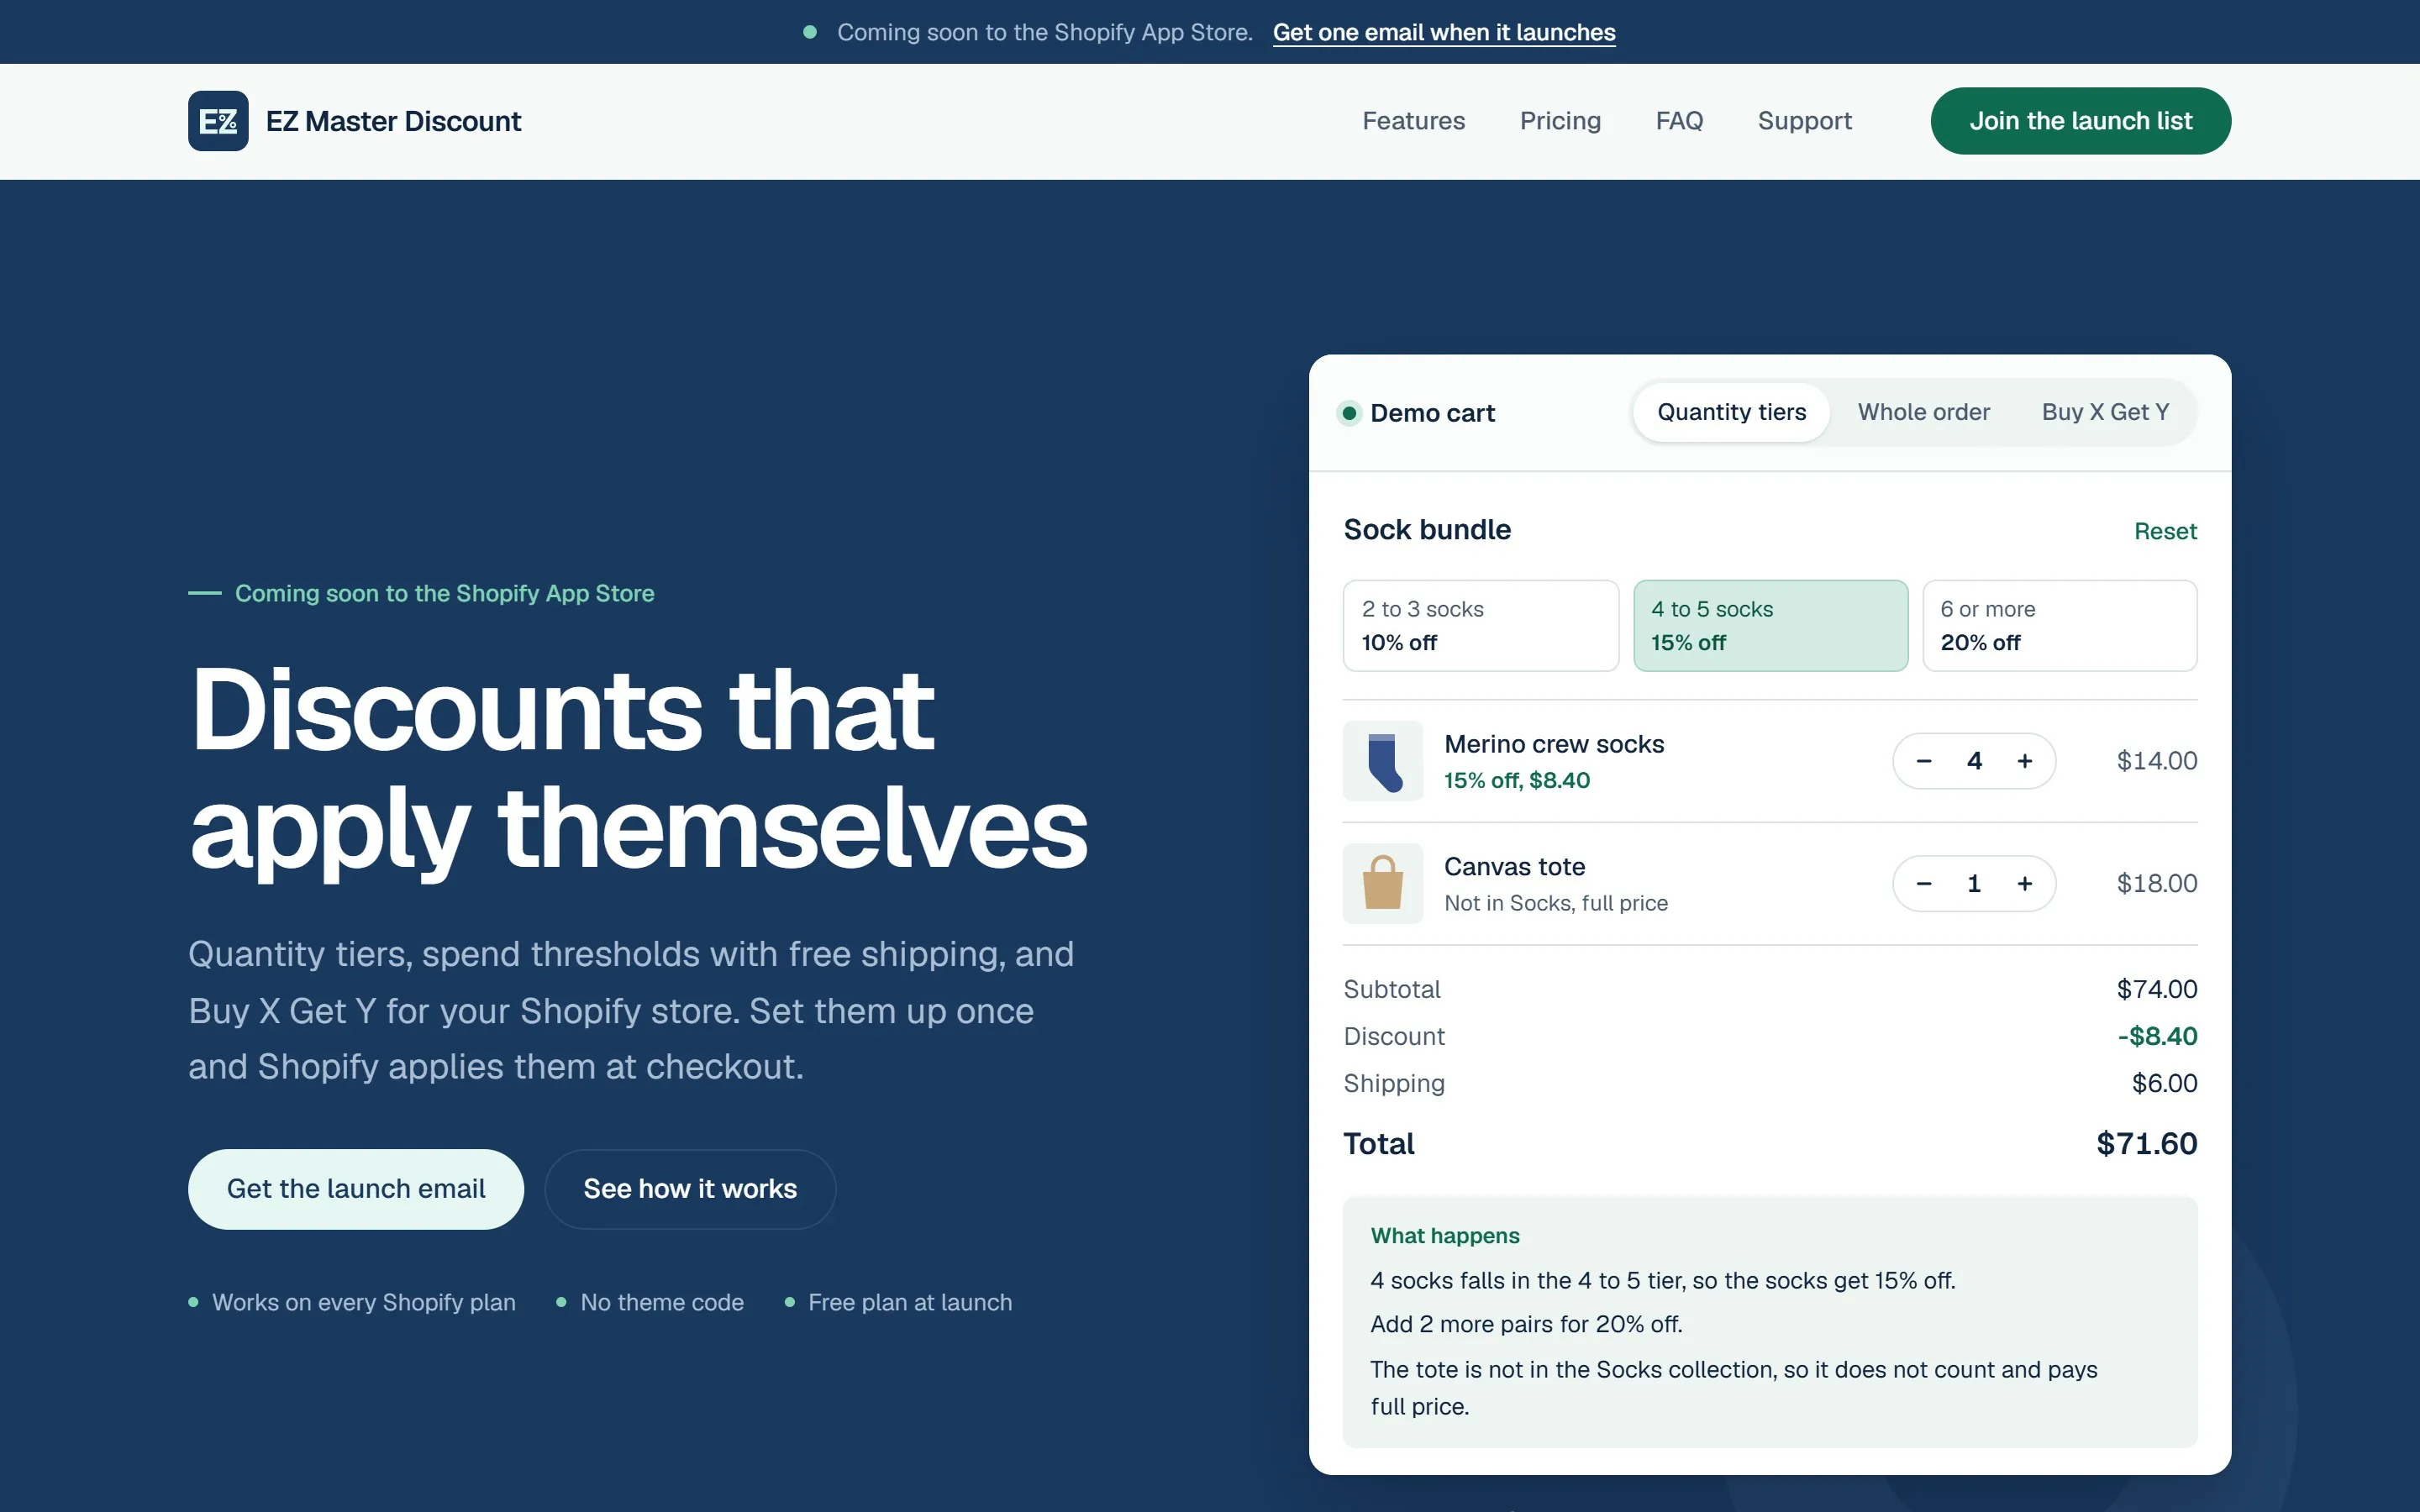 Coming soon to the Shopify App Store. Get one email when it launches
EZ EZ Master Discount
Features Pricing FAQ Support Join the launch list
Coming soon to the Shopify App Store
Discounts that
apply themselves
Quantity tiers, spend thresholds with free shipping, and
Buy X Get Y for your Shopify store. Set them up once
and Shopify applies them at checkout.
Get the launch email See how it works
Works on every Shopify plan No theme code Free plan at launch
Demo cart Quantity tiers Whole order Buy X Get Y
Sock bundle Reset
2 to 3 socks
10% off
4 to 5 socks
15% off
6 or more
20% off
Merino crew socks
15% off, $8.40
− 4 + $14.00
Canvas tote
Not in Socks, full price
− 1 + $18.00
Subtotal $74.00
Discount -$8.40
Shipping $6.00
Total $71.60
What happens
4 socks falls in the 4 to 5 tier, so the socks get 15% off.
Add 2 more pairs for 20% off.
The tote is not in the Socks collection, so it does not count and pays
full price.